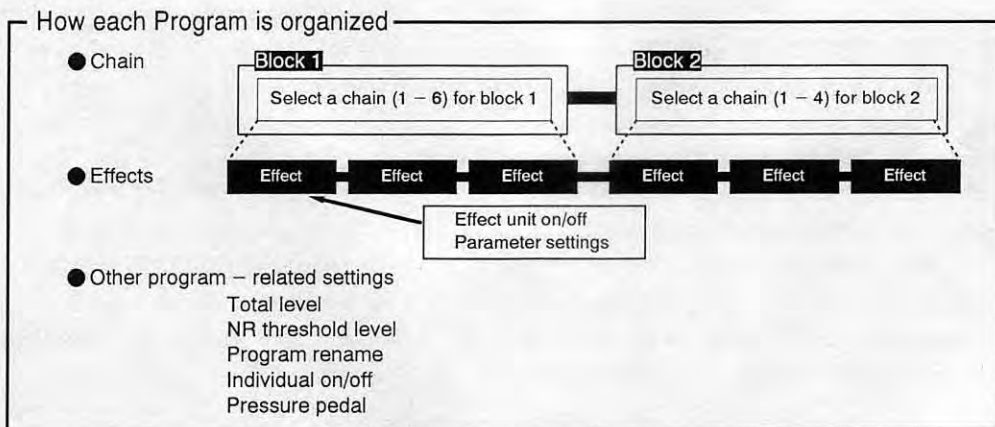 How each Program is organized
● Chain
Block 1
Block 2
Select a chain (1 – 6) for block 1
Select a chain (1 – 4) for block 2
● Effects
Effect
Effect
Effect
Effect
Effect
Effect
Effect unit on/off
Parameter settings
● Other program – related settings
Total level
NR threshold level
Program rename
Individual on/off
Pressure pedal